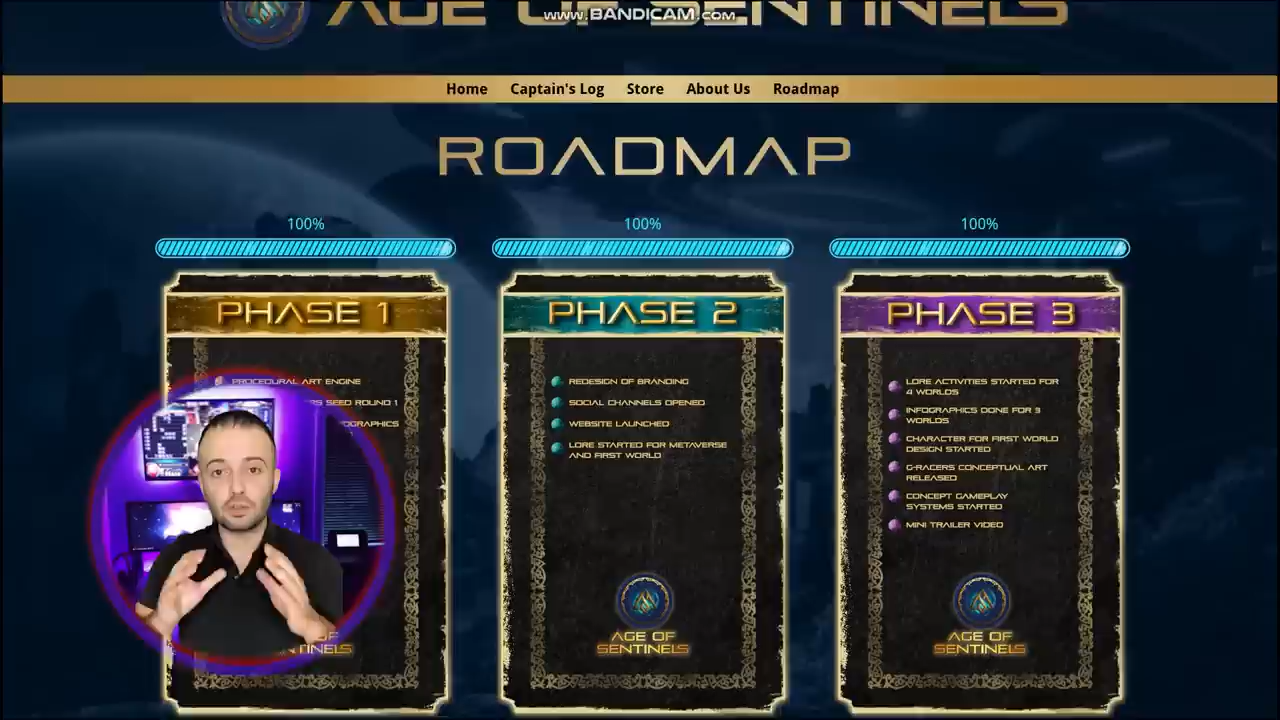 AGE OF SENTINELS
www.BANDICAM.com
Home Captain's Log Store About Us Roadmap
ROADMAP
100%
100%
100%
PHASE 1
PROCEDURAL ART ENGINE
SEED ROUND 1
PHASE 2
REDESIGN OF BRANDING
SOCIAL CHANNELS OPENED
WEBSITE LAUNCHED
LORE STARTED FOR METAVERSE
AND FIRST WORLD
AGE OF
SENTINELS
PHASE 3
LORE ACTIVITIES STARTED FOR
4 WORLDS
INFOGRAPHICS DONE FOR 3
WORLDS
CHARACTER FOR FIRST WORLD
DESIGN STARTED
G-RACERS CONCEPTUAL ART
RELEASED
CONCEPT GAMEPLAY
SYSTEMS STARTED
MINI TRAILER VIDEO
AGE OF
SENTINELS